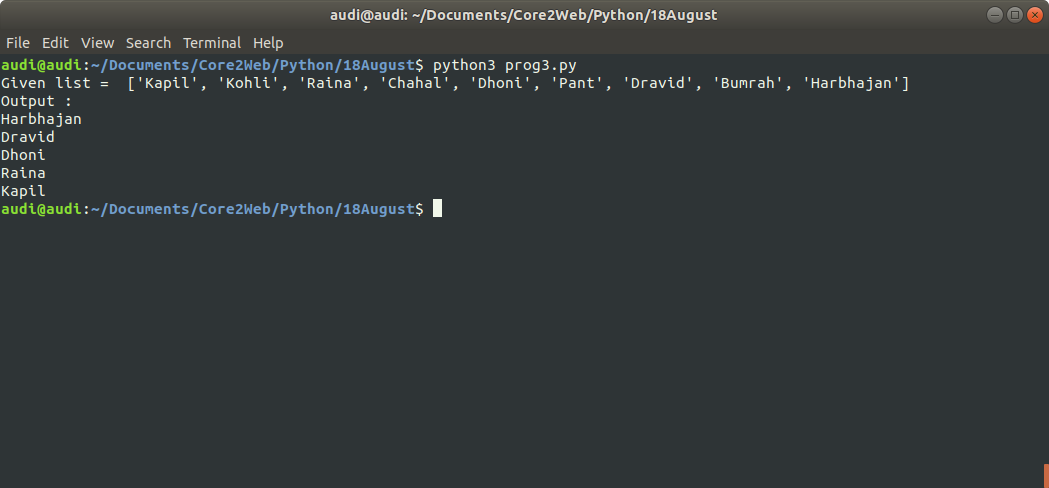 audi@audi: ~/Documents/Core2Web/Python/18August
File Edit View Search Terminal Help
audi@audi:~/Documents/Core2Web/Python/18August$ python3 prog3.py
Given list =  ['Kapil', 'Kohli', 'Raina', 'Chahal', 'Dhoni', 'Pant', 'Dravid', 'Bumrah', 'Harbhajan']
Output :
Harbhajan
Dravid
Dhoni
Raina
Kapil
audi@audi:~/Documents/Core2Web/Python/18August$